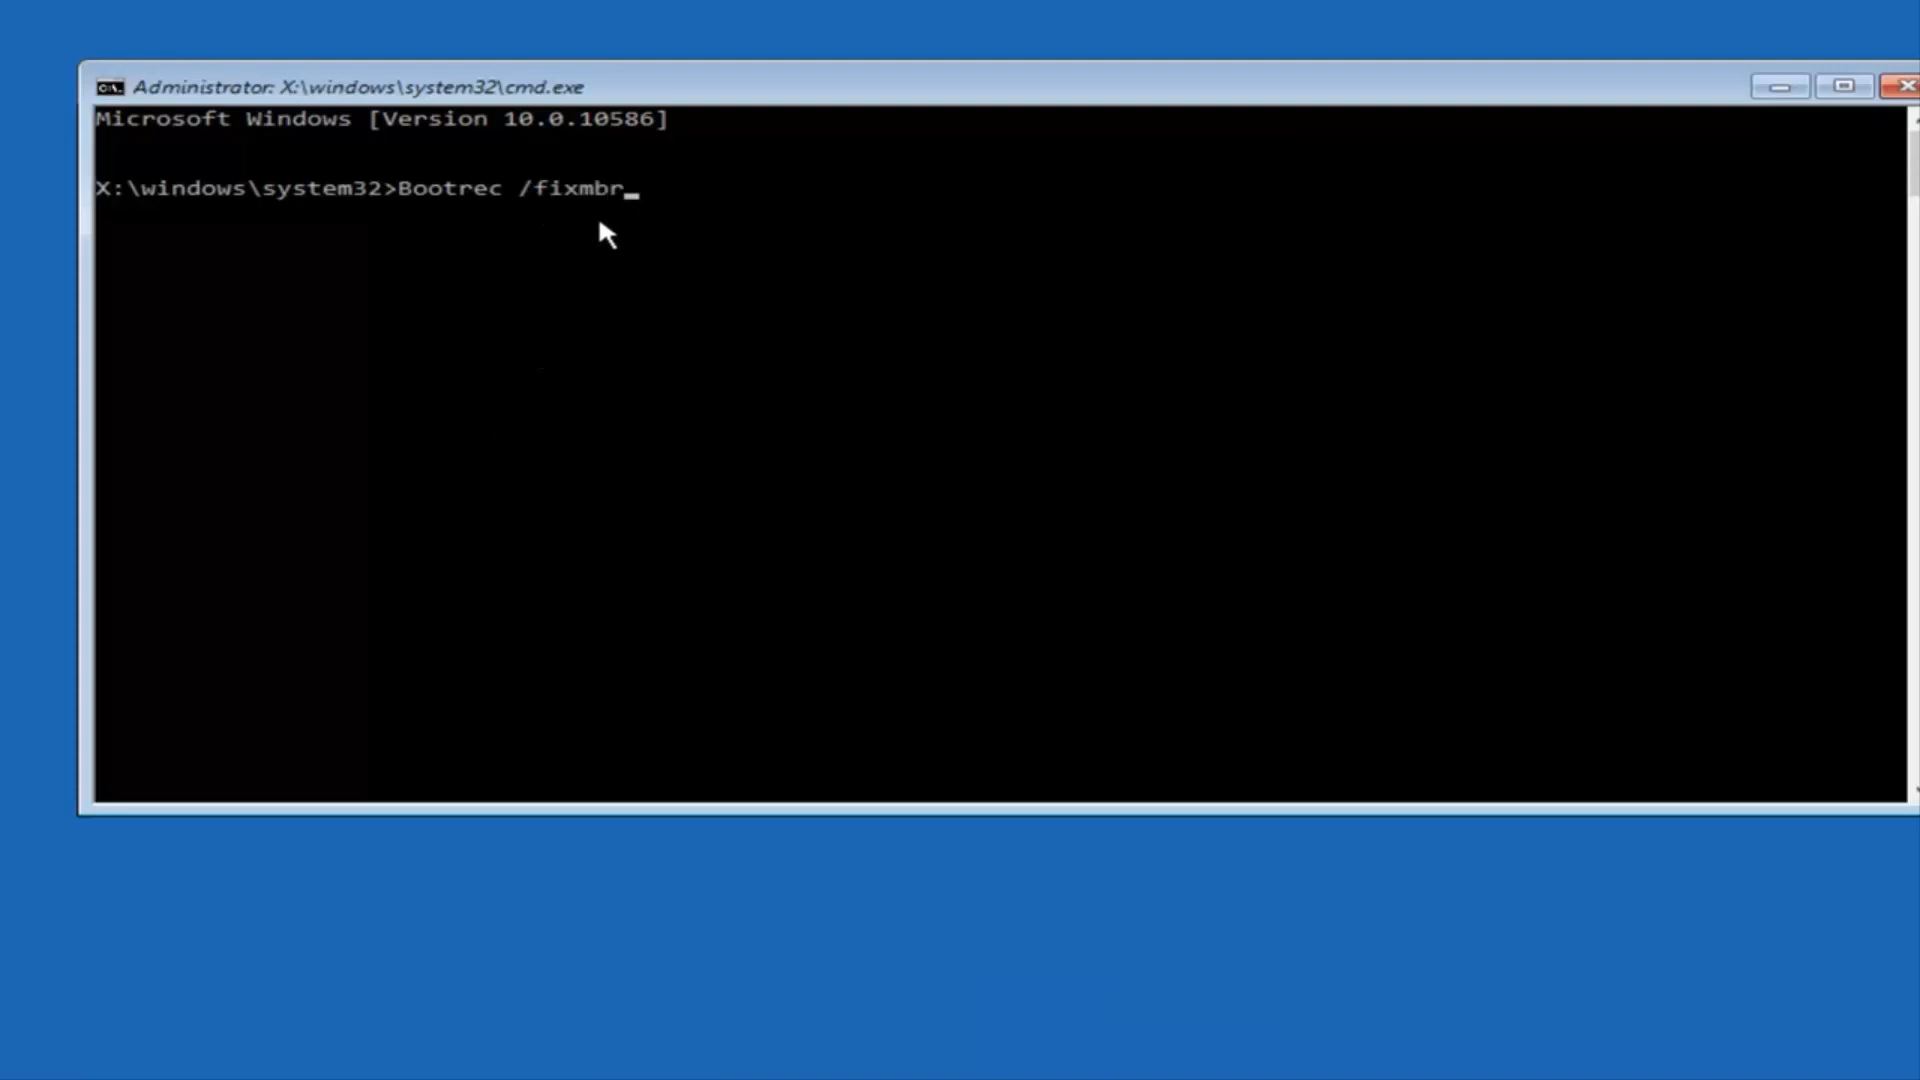 Administrator: X:\windows\system32\cmd.exe
Microsoft Windows [Version 10.0.10586]
X:\windows\system32>Bootrec /fixmbr